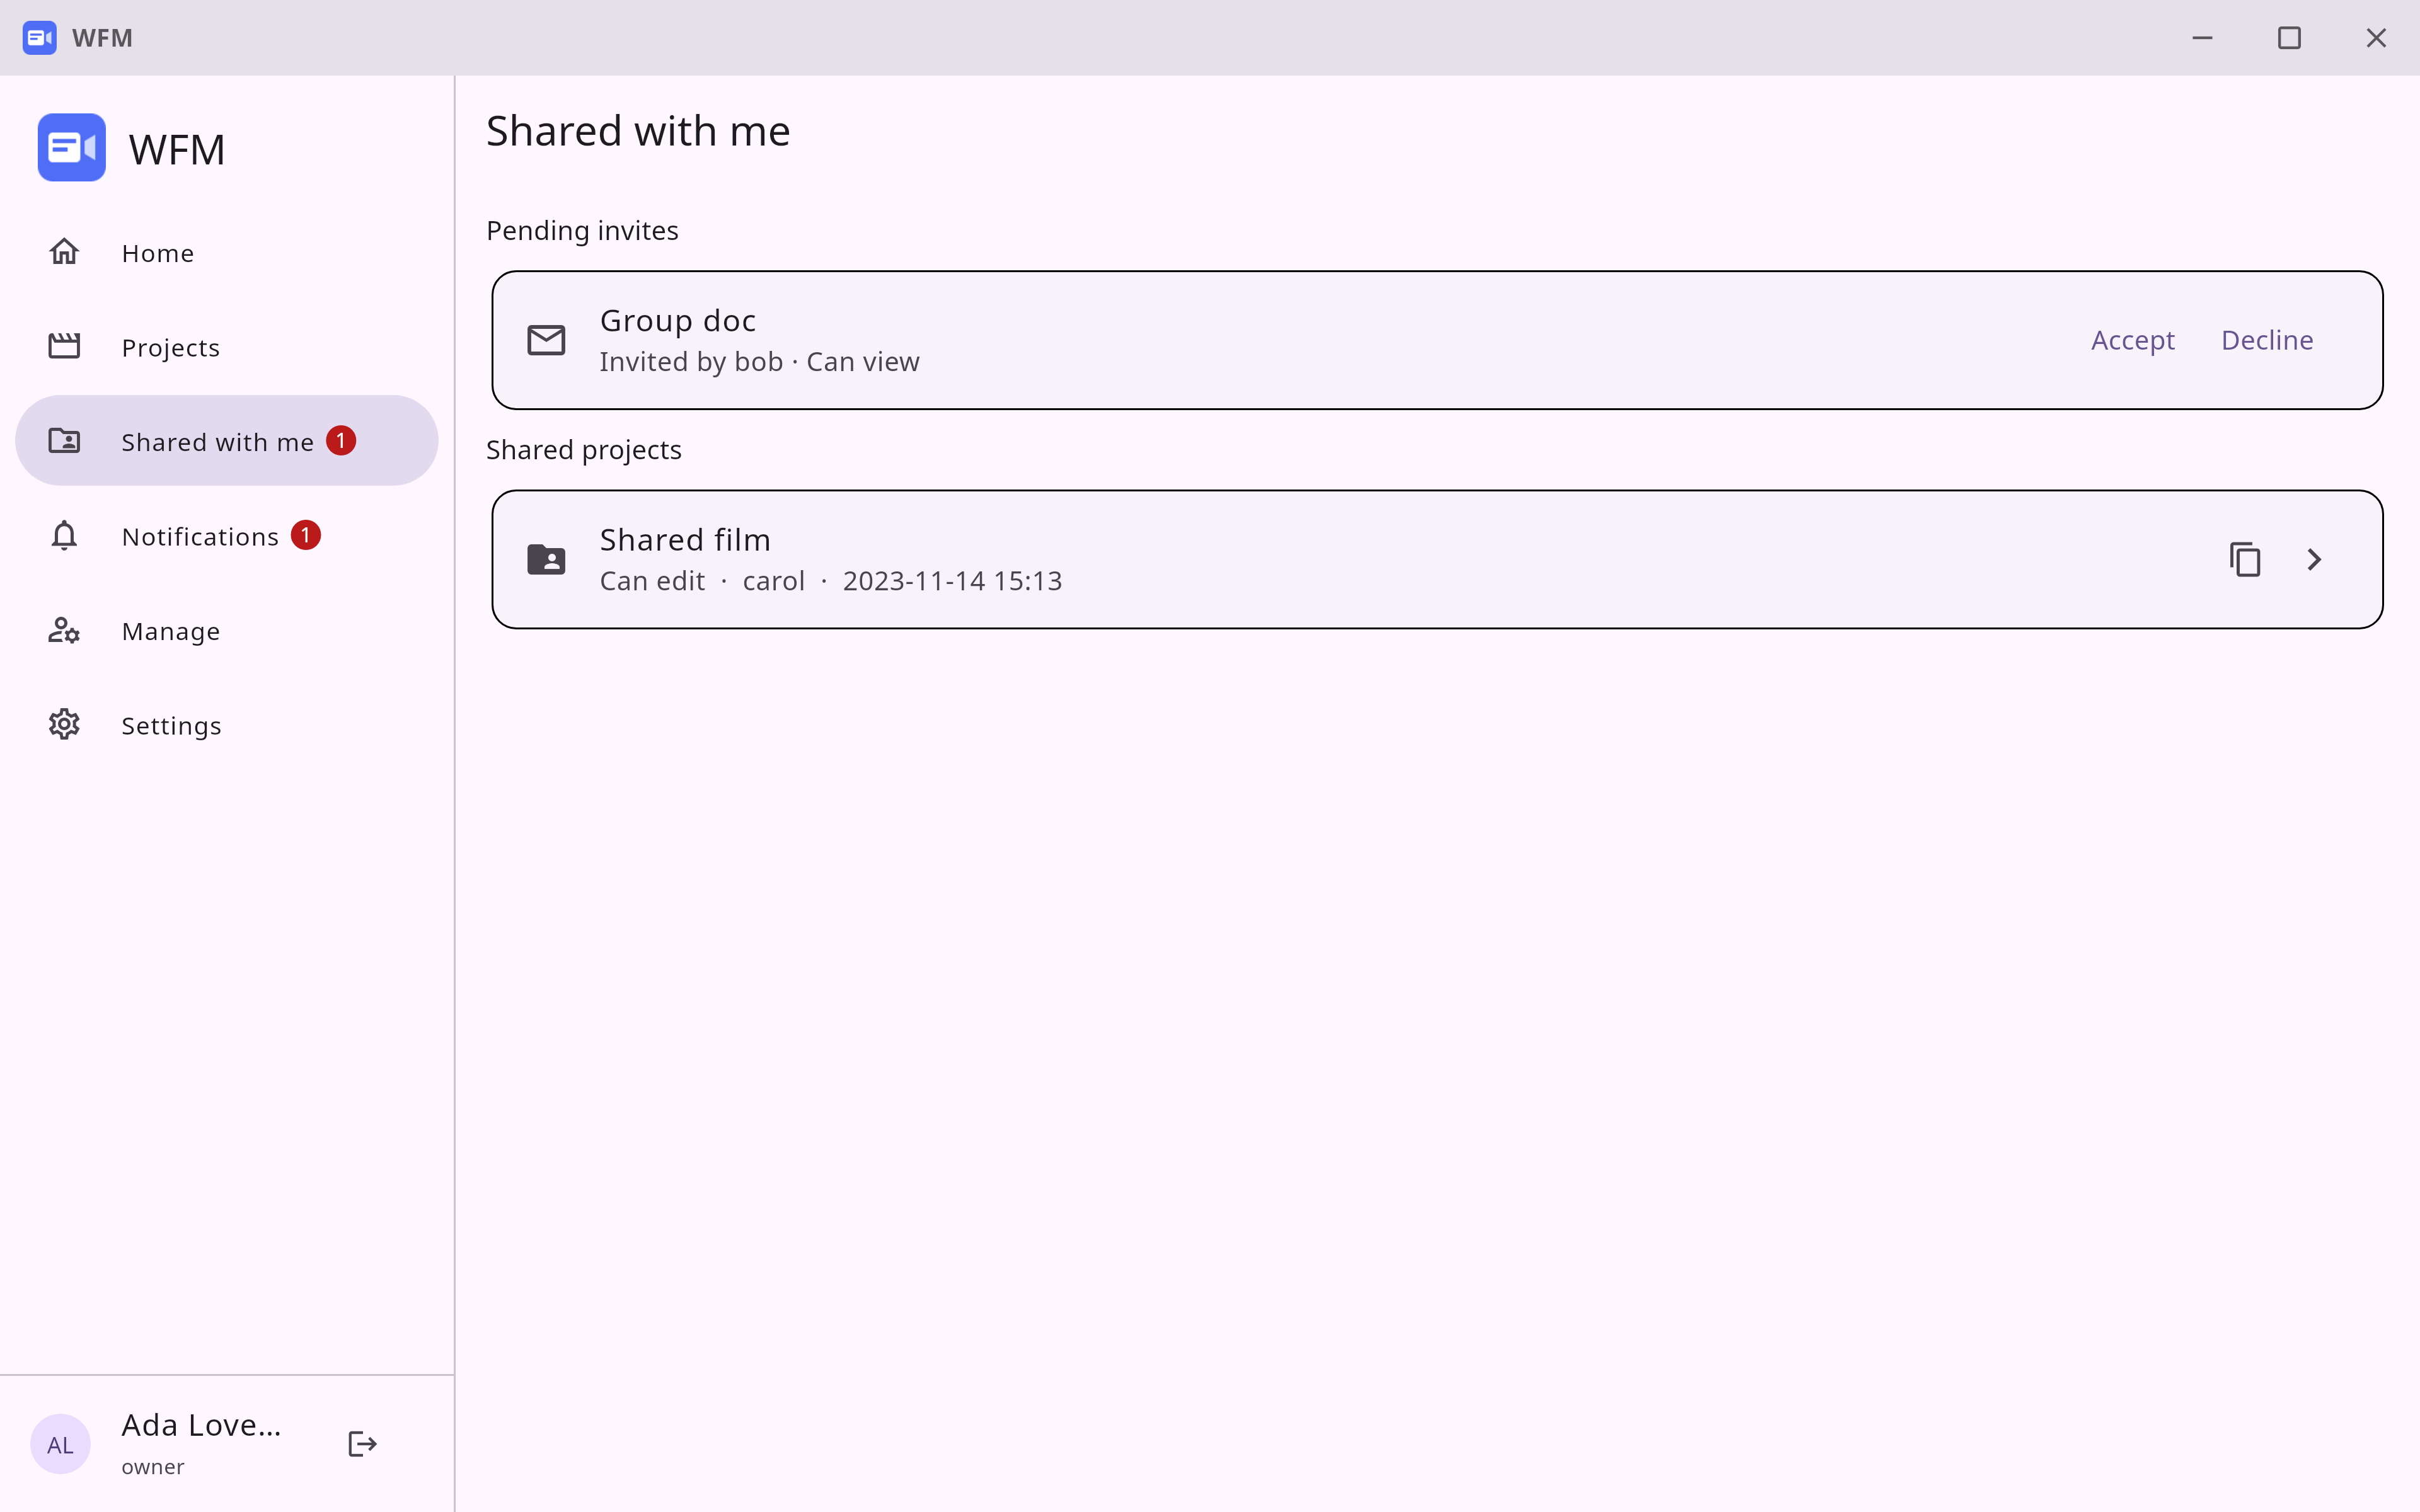 WFM
WFM
Home
Projects
Shared with me 1
Notifications 1
Manage
Settings
Ada Love...
owner
AL
Shared with me
Pending invites
Group doc
Invited by bob · Can view
Accept Decline
Shared projects
Shared film
Can edit · carol · 2023-11-14 15:13